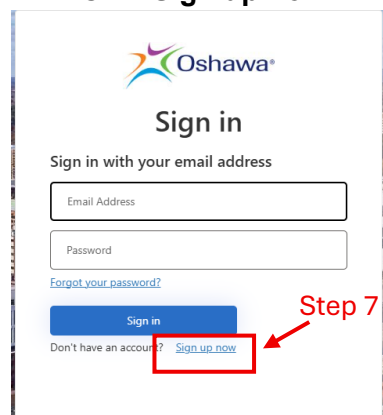 Oshawa®
Sign in
Sign in with your email address
Email Address
Password
Forgot your password?
Step 7
Sign in
Don't have an account? Sign up now